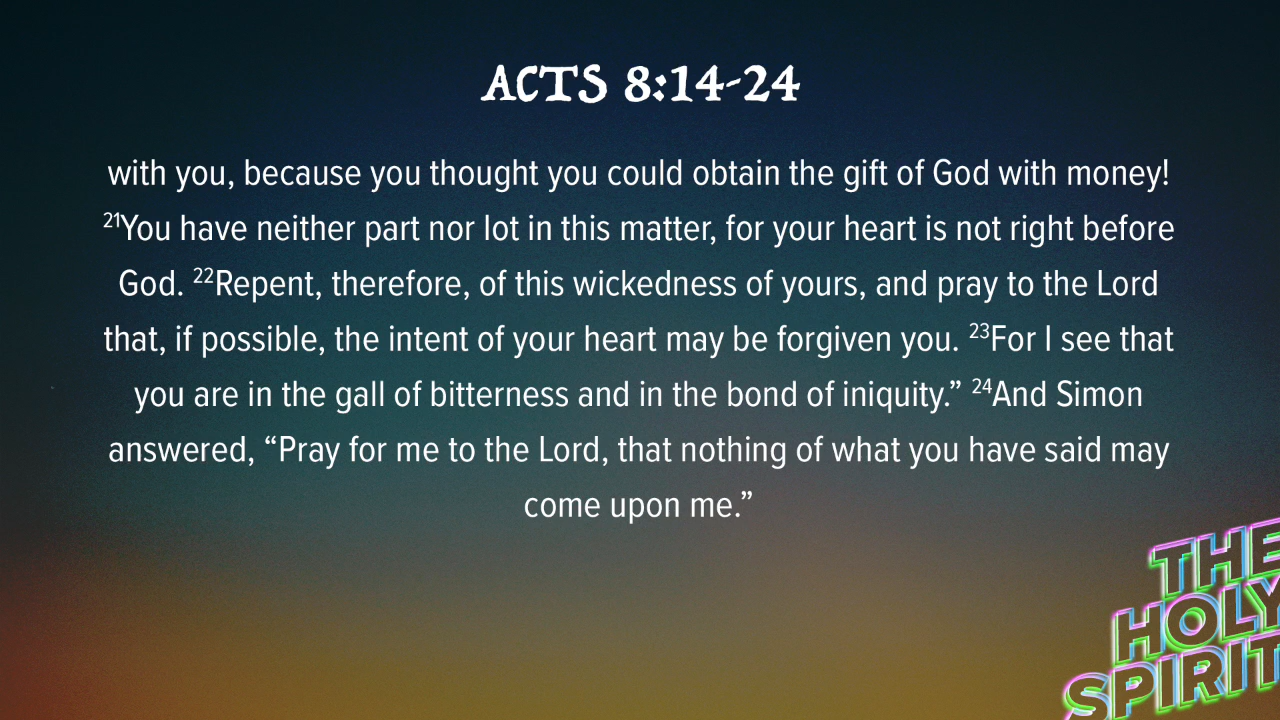 ACTS 8:14-24
with you, because you thought you could obtain the gift of God with money!
²¹You have neither part nor lot in this matter, for your heart is not right before
God. ²²Repent, therefore, of this wickedness of yours, and pray to the Lord
that, if possible, the intent of your heart may be forgiven you. ²³For I see that
you are in the gall of bitterness and in the bond of iniquity.” ²⁴And Simon
answered, “Pray for me to the Lord, that nothing of what you have said may
come upon me.”
THE
HOLY
SPIRIT